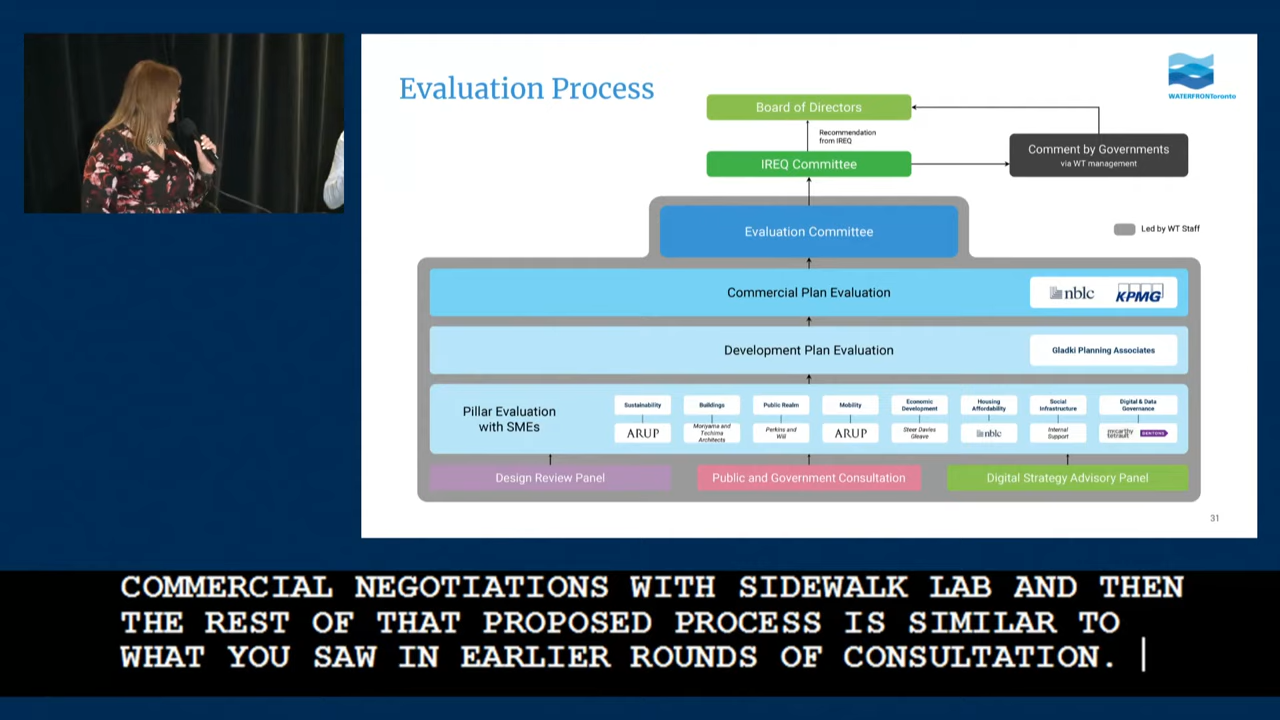 Evaluation Process
WATERFRONToronto
Board of Directors
Recommendation
from IREQ
IREQ Committee
Comment by Governments
via WT management
Evaluation Committee
Led by WT Staff
Commercial Plan Evaluation
nblc
KPMG
Development Plan Evaluation
Gladki Planning Associates
Pillar Evaluation
with SMEs
Sustainability
Buildings
Public Realm
Mobility
Economic
Development
Housing
Affordability
Social
Infrastructure
Digital & Data
Governance
ARUP
Moriyama and
Teshima
Architects
Perkins and
Will
ARUP
Steer Davies
Gleave
nblc
Internal
Support
mccarthy
tetrault
DENTONS
Design Review Panel
Public and Government Consultation
Digital Strategy Advisory Panel
31
COMMERCIAL NEGOTIATIONS WITH SIDEWALK LAB AND THEN
THE REST OF THAT PROPOSED PROCESS IS SIMILAR TO
WHAT YOU SAW IN EARLIER ROUNDS OF CONSULTATION.